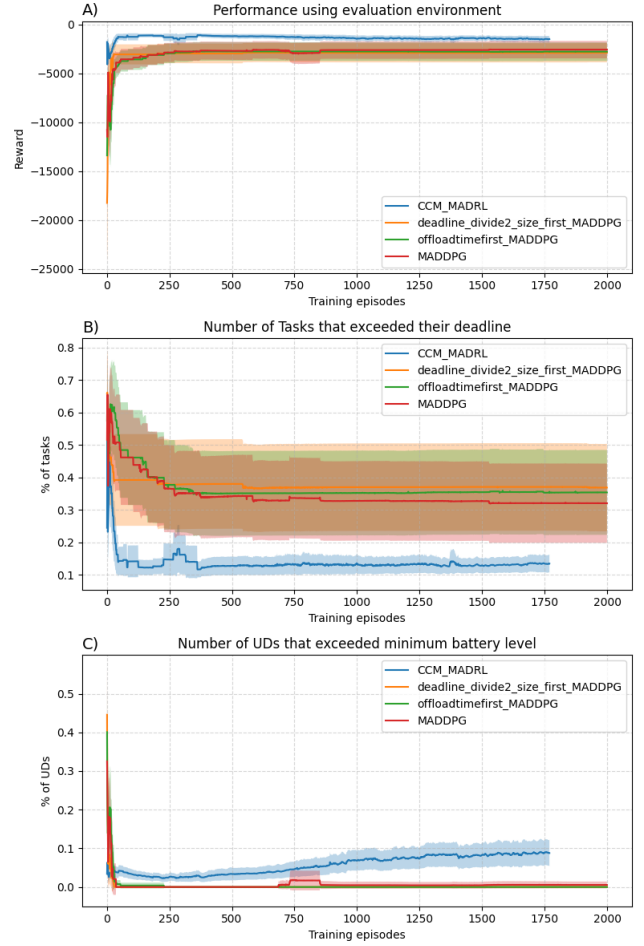 A)
Performance using evaluation environment
0
−5000
−10000
−15000
−20000
−25000
Reward
CCM_MADRL
deadline_divide2_size_first_MADDPG
offloadtimefirst_MADDPG
MADDPG
0 250 500 750 1000 1250 1500 1750 2000
Training episodes
B)
Number of Tasks that exceeded their deadline
0.8
0.7
0.6
0.5
0.4
0.3
0.2
0.1
% of tasks
CCM_MADRL
deadline_divide2_size_first_MADDPG
offloadtimefirst_MADDPG
MADDPG
0 250 500 750 1000 1250 1500 1750 2000
Training episodes
C)
Number of UDs that exceeded minimum battery level
0.5
0.4
0.3
0.2
0.1
0.0
% of UDs
CCM_MADRL
deadline_divide2_size_first_MADDPG
offloadtimefirst_MADDPG
MADDPG
0 250 500 750 1000 1250 1500 1750 2000
Training episodes